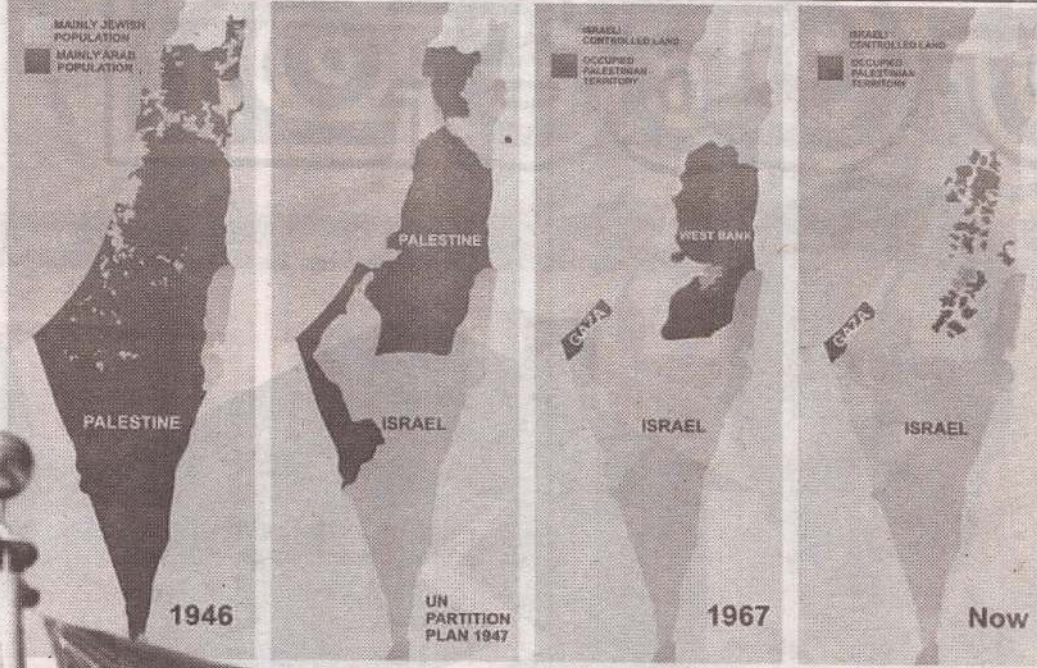 MAINLY JEWISH
POPULATION
MAINLY ARAB
POPULATION
PALESTINE
1946
PALESTINE
ISRAEL
UN
PARTITION
PLAN 1947
ISRAELI
CONTROLLED LAND
OCCUPIED
PALESTINIAN
TERRITORY
WEST BANK
GAZA
ISRAEL
1967
ISRAELI
CONTROLLED LAND
OCCUPIED
PALESTINIAN
TERRITORY
GAZA
ISRAEL
Now